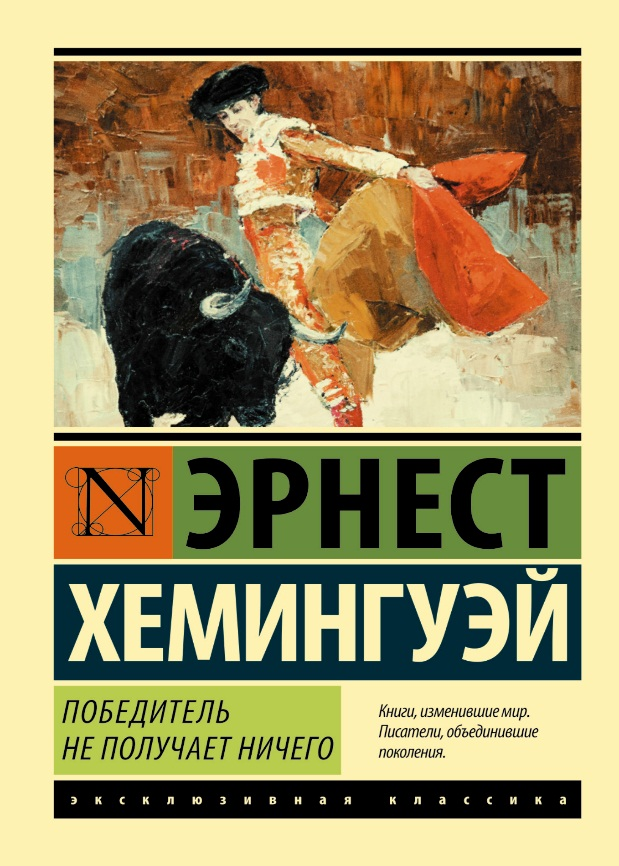 N
ЭРНЕСТ
ХЕМИНГУЭЙ
ПОБЕДИТЕЛЬ
НЕ ПОЛУЧАЕТ НИЧЕГО
Книги, изменившие мир.
Писатели, объединившие
поколения.
эксклюзивная классика